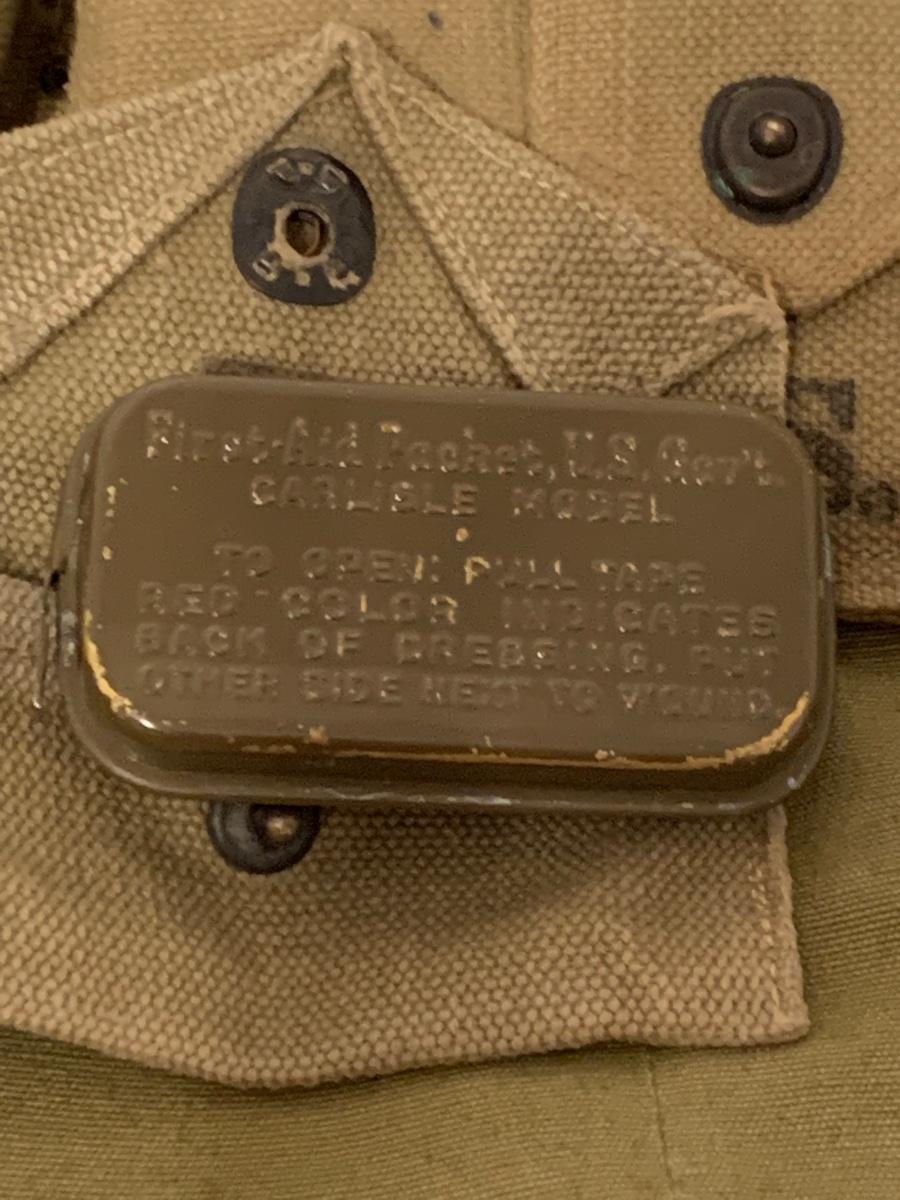 First-Aid Packet, U.S. Gov't.
CARLISLE MODEL
TO OPEN: PULL TAPE
RED COLOR INDICATES
BACK OF DRESSING. PUT
OTHER SIDE NEXT TO WOUND.